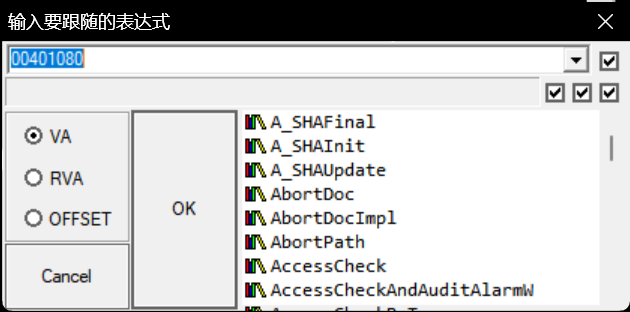 输入要跟随的表达式
00401080
VA
RVA
OFFSET
Cancel
OK
A_SHAFinal
A_SHAInit
A_SHAUpdate
AbortDoc
AbortDocImpl
AbortPath
AccessCheck
AccessCheckAndAuditAlarmW